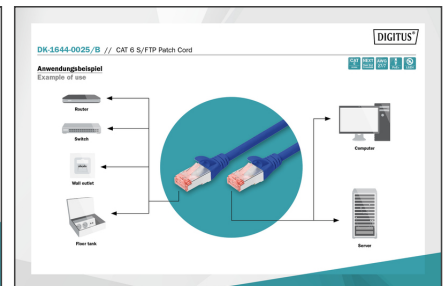 DIGITUS®
DK-1644-0025/B // CAT 6 S/FTP Patch Cord
Anwendungsbeispiel
Example of use
Router
Switch
Wall outlet
Floor tank
Computer
Server